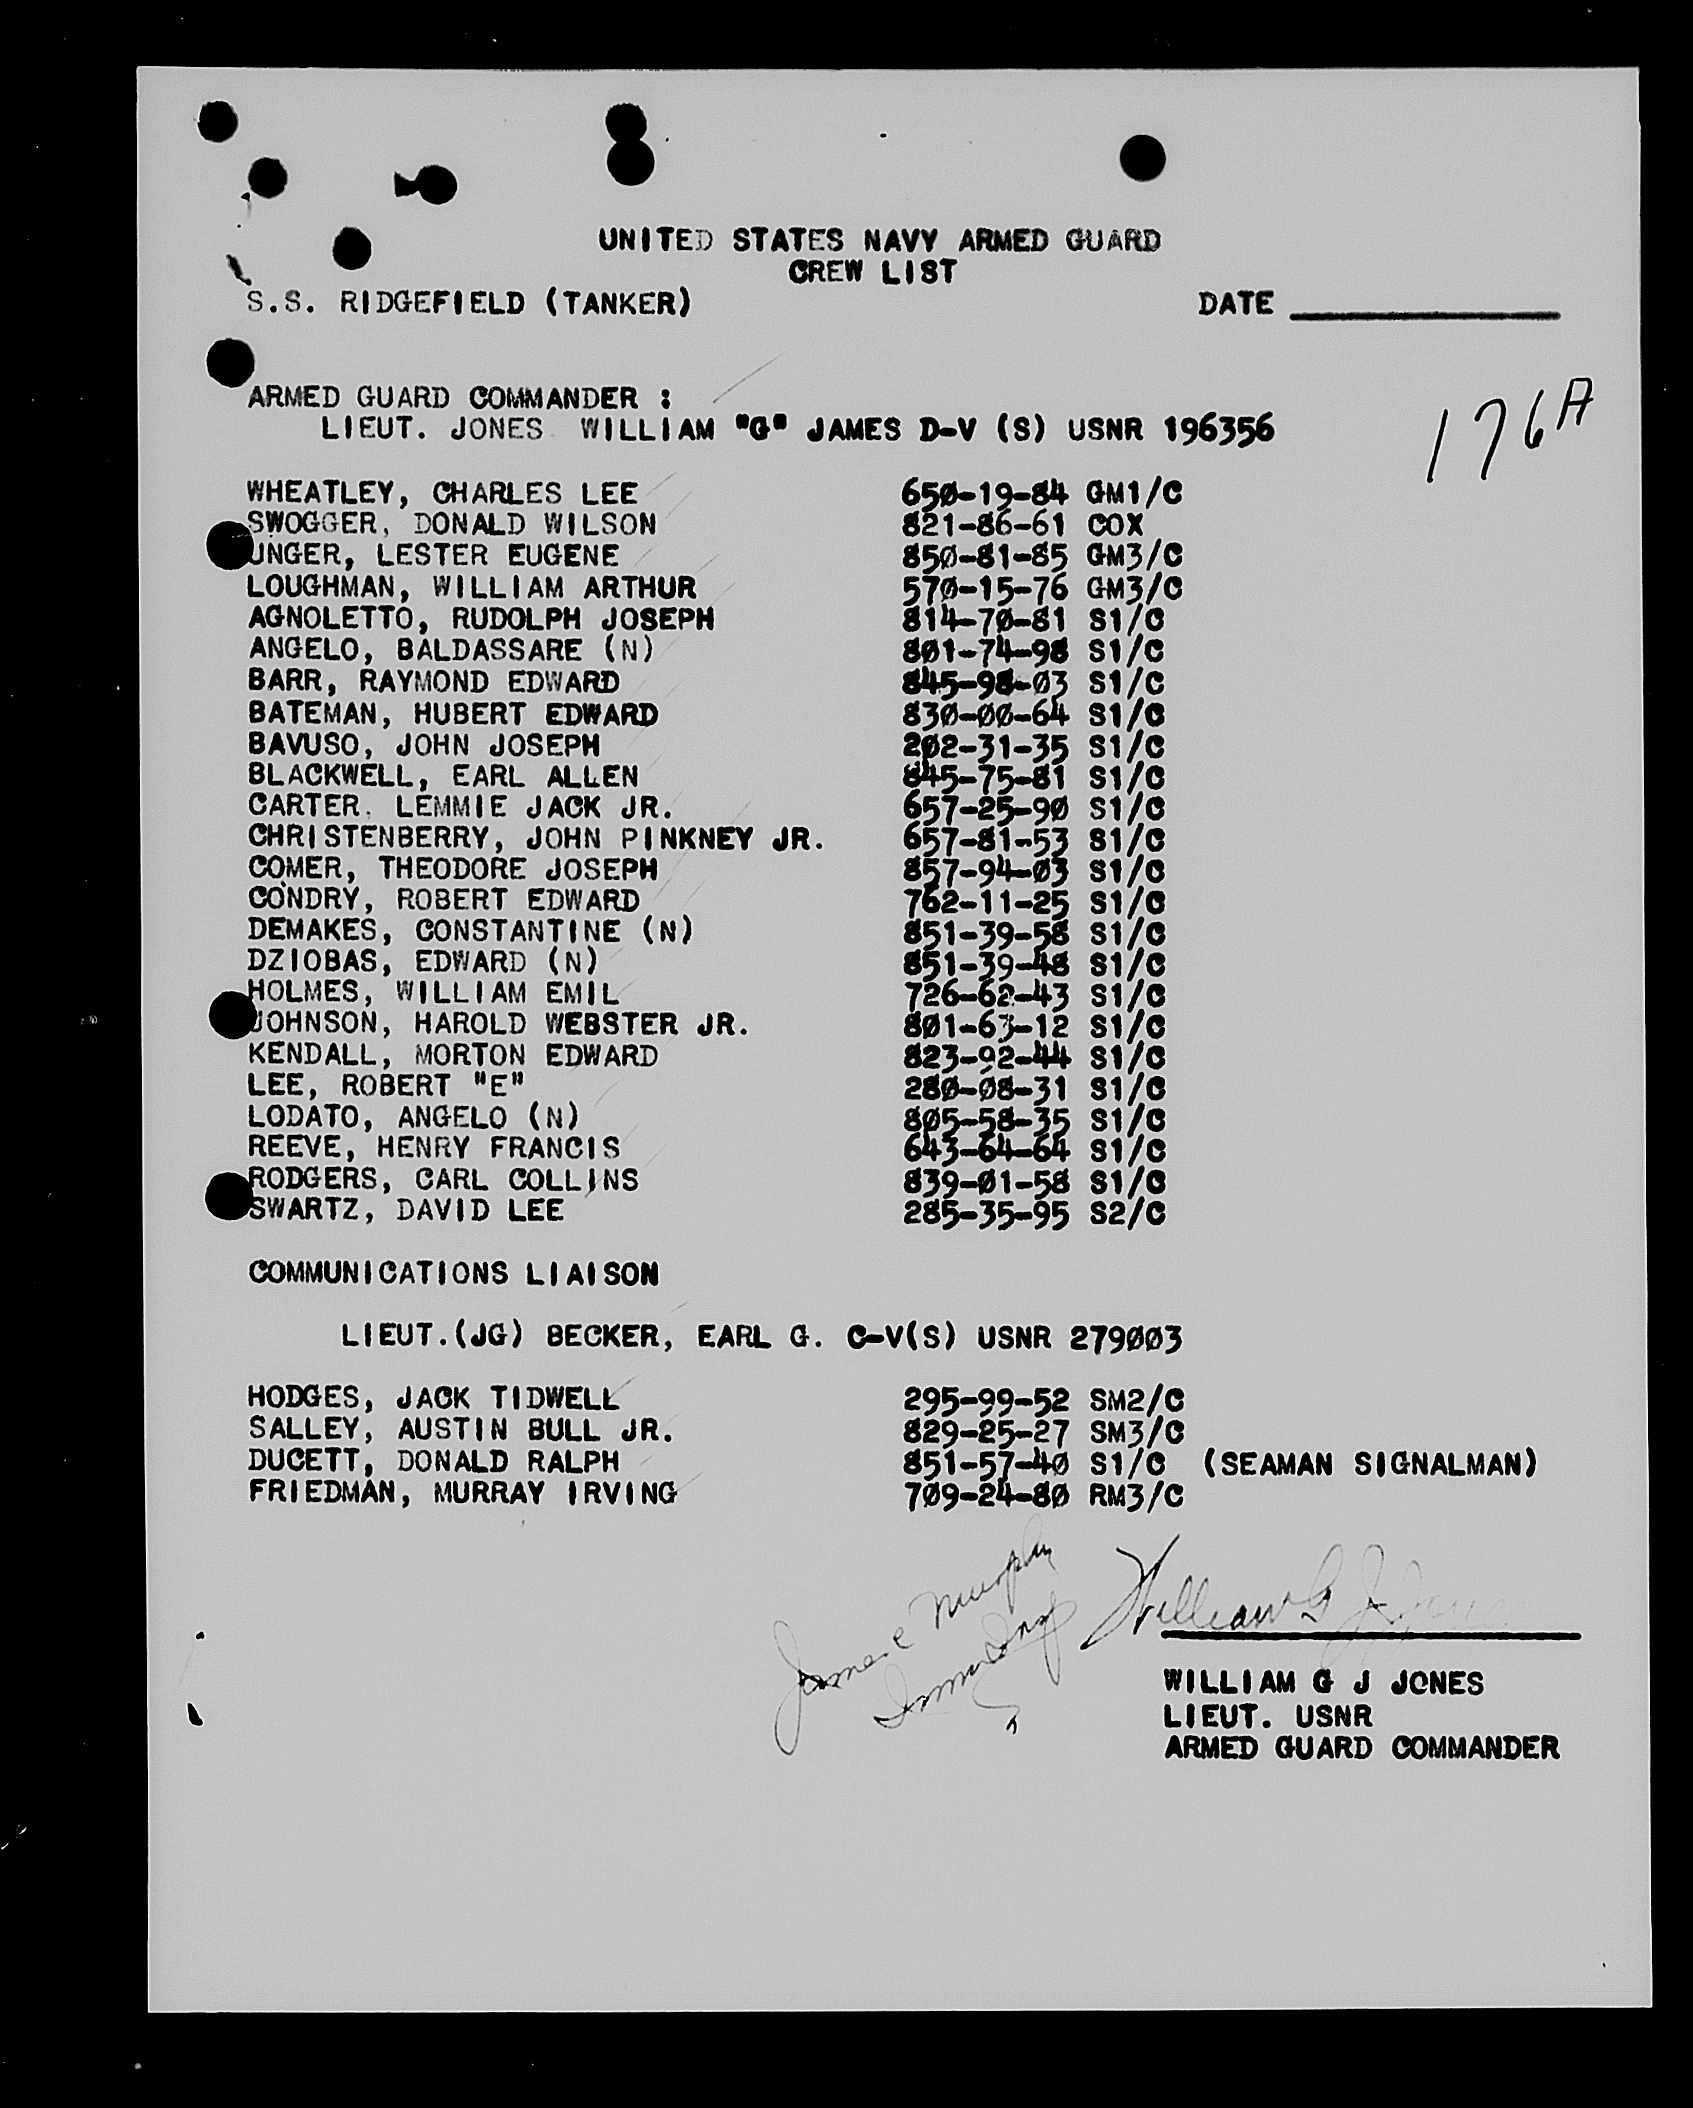 UNITED STATES NAVY ARMED GUARD
CREW LIST
S.S. RIDGEFIELD (TANKER) DATE
ARMED GUARD COMMANDER :
LIEUT. JONES WILLIAM "G" JAMES D-V (S) USNR 196356
176A
WHEATLEY, CHARLES LEE 650-19-84 GM1/C
SWOGGER, DONALD WILSON 821-86-61 COX
UNGER, LESTER EUGENE 850-81-85 GM3/C
LOUGHMAN, WILLIAM ARTHUR 570-15-76 GM3/C
AGNOLETTO, RUDOLPH JOSEPH 814-70-81 S1/C
ANGELO, BALDASSARE (N) 801-74-98 S1/C
BARR, RAYMOND EDWARD 845-98-03 S1/C
BATEMAN, HUBERT EDWARD 830-00-64 S1/C
BAVUSO, JOHN JOSEPH 202-31-35 S1/C
BLACKWELL, EARL ALLEN 845-75-81 S1/C
CARTER, LEMMIE JACK JR. 657-25-90 S1/C
CHRISTENBERRY, JOHN PINKNEY JR. 657-81-53 S1/C
COMER, THEODORE JOSEPH 857-94-03 S1/C
CONDRY, ROBERT EDWARD 762-11-25 S1/C
DEMAKES, CONSTANTINE (N) 851-39-58 S1/C
DZIOBAS, EDWARD (N) 851-39-48 S1/C
HOLMES, WILLIAM EMIL 726-62-43 S1/C
JOHNSON, HAROLD WEBSTER JR. 801-63-12 S1/C
KENDALL, MORTON EDWARD 823-92-44 S1/C
LEE, ROBERT "E" 280-08-31 S1/C
LODATO, ANGELO (N) 805-58-35 S1/C
REEVE, HENRY FRANCIS 643-64-64 S1/C
RODGERS, CARL COLLINS 839-01-58 S1/C
SWARTZ, DAVID LEE 285-35-95 S2/C
COMMUNICATIONS LIAISON
LIEUT.(JG) BECKER, EARL G. C-V(S) USNR 279003
HODGES, JACK TIDWELL 295-99-52 SM2/C
SALLEY, AUSTIN BULL JR. 829-25-27 SM3/C
DUCETT, DONALD RALPH 851-57-40 S1/C (SEAMAN SIGNALMAN)
FRIEDMAN, MURRAY IRVING 709-24-80 RM3/C
James C Murphy
William G J Jones
WILLIAM G J JONES
LIEUT. USNR
ARMED GUARD COMMANDER